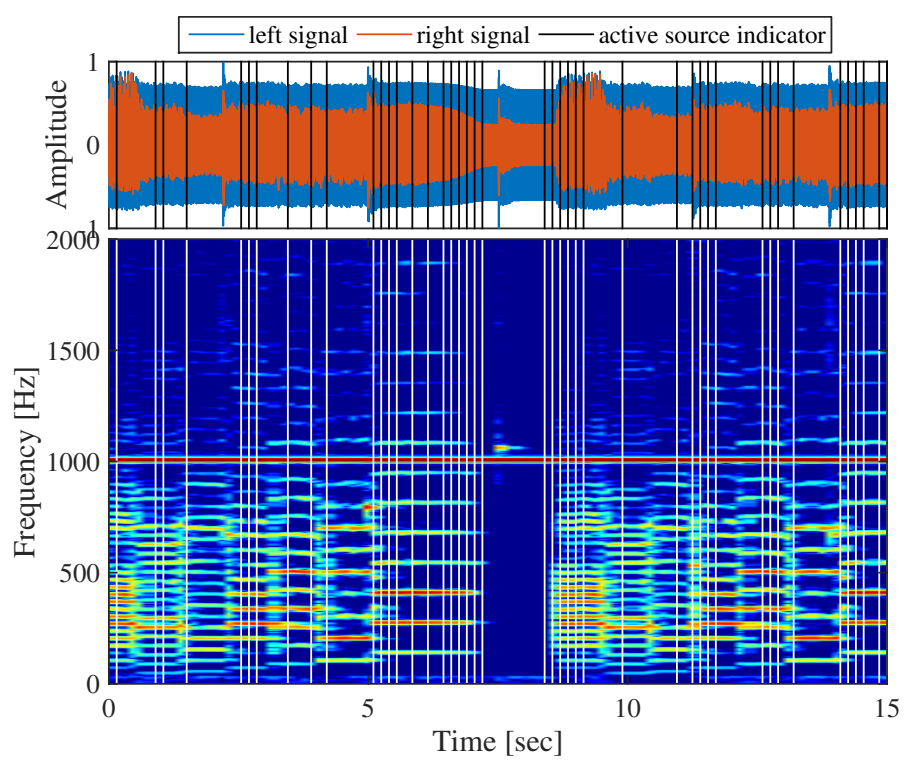 left signal right signal active source indicator
Amplitude
1
0
-1
Frequency [Hz]
2000
1500
1000
500
0
0 5 10 15
Time [sec]